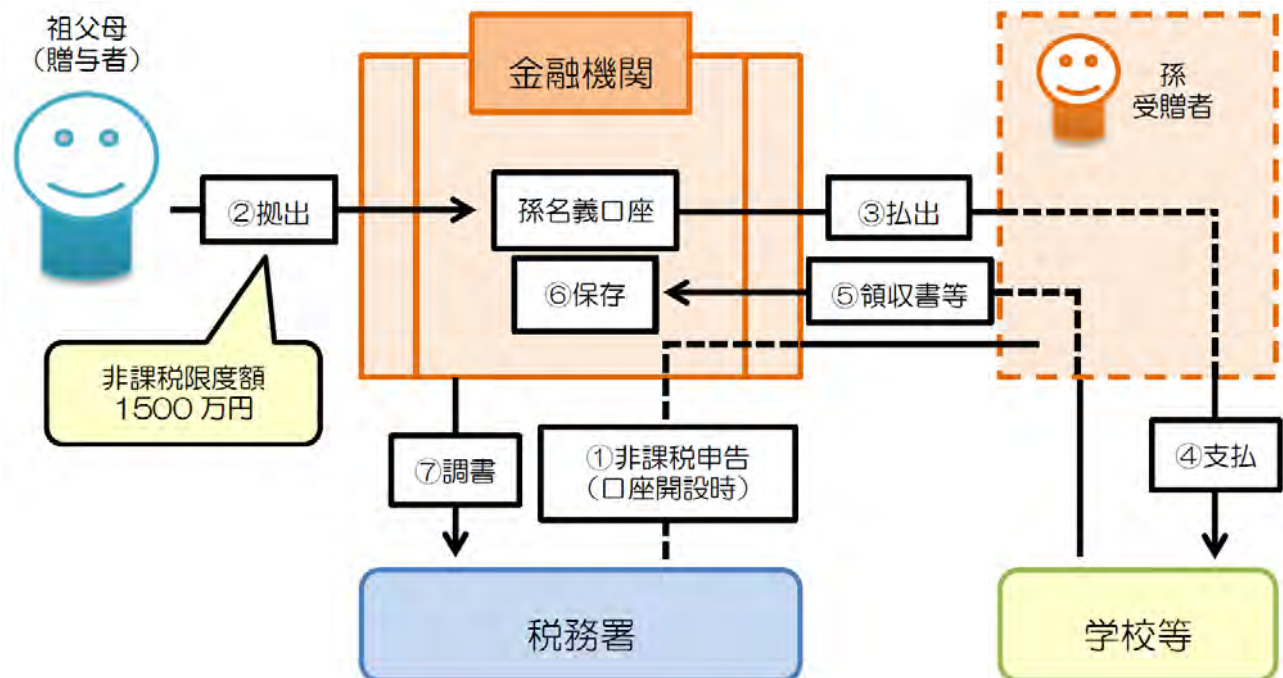 祖父母
（贈与者）
金融機関
孫
受贈者
②拠出
孫名義口座
③払出
⑥保存
⑤領収書等
非課税限度額
1500 万円
⑦調書
①非課税申告
（口座開設時）
④支払
税務署
学校等